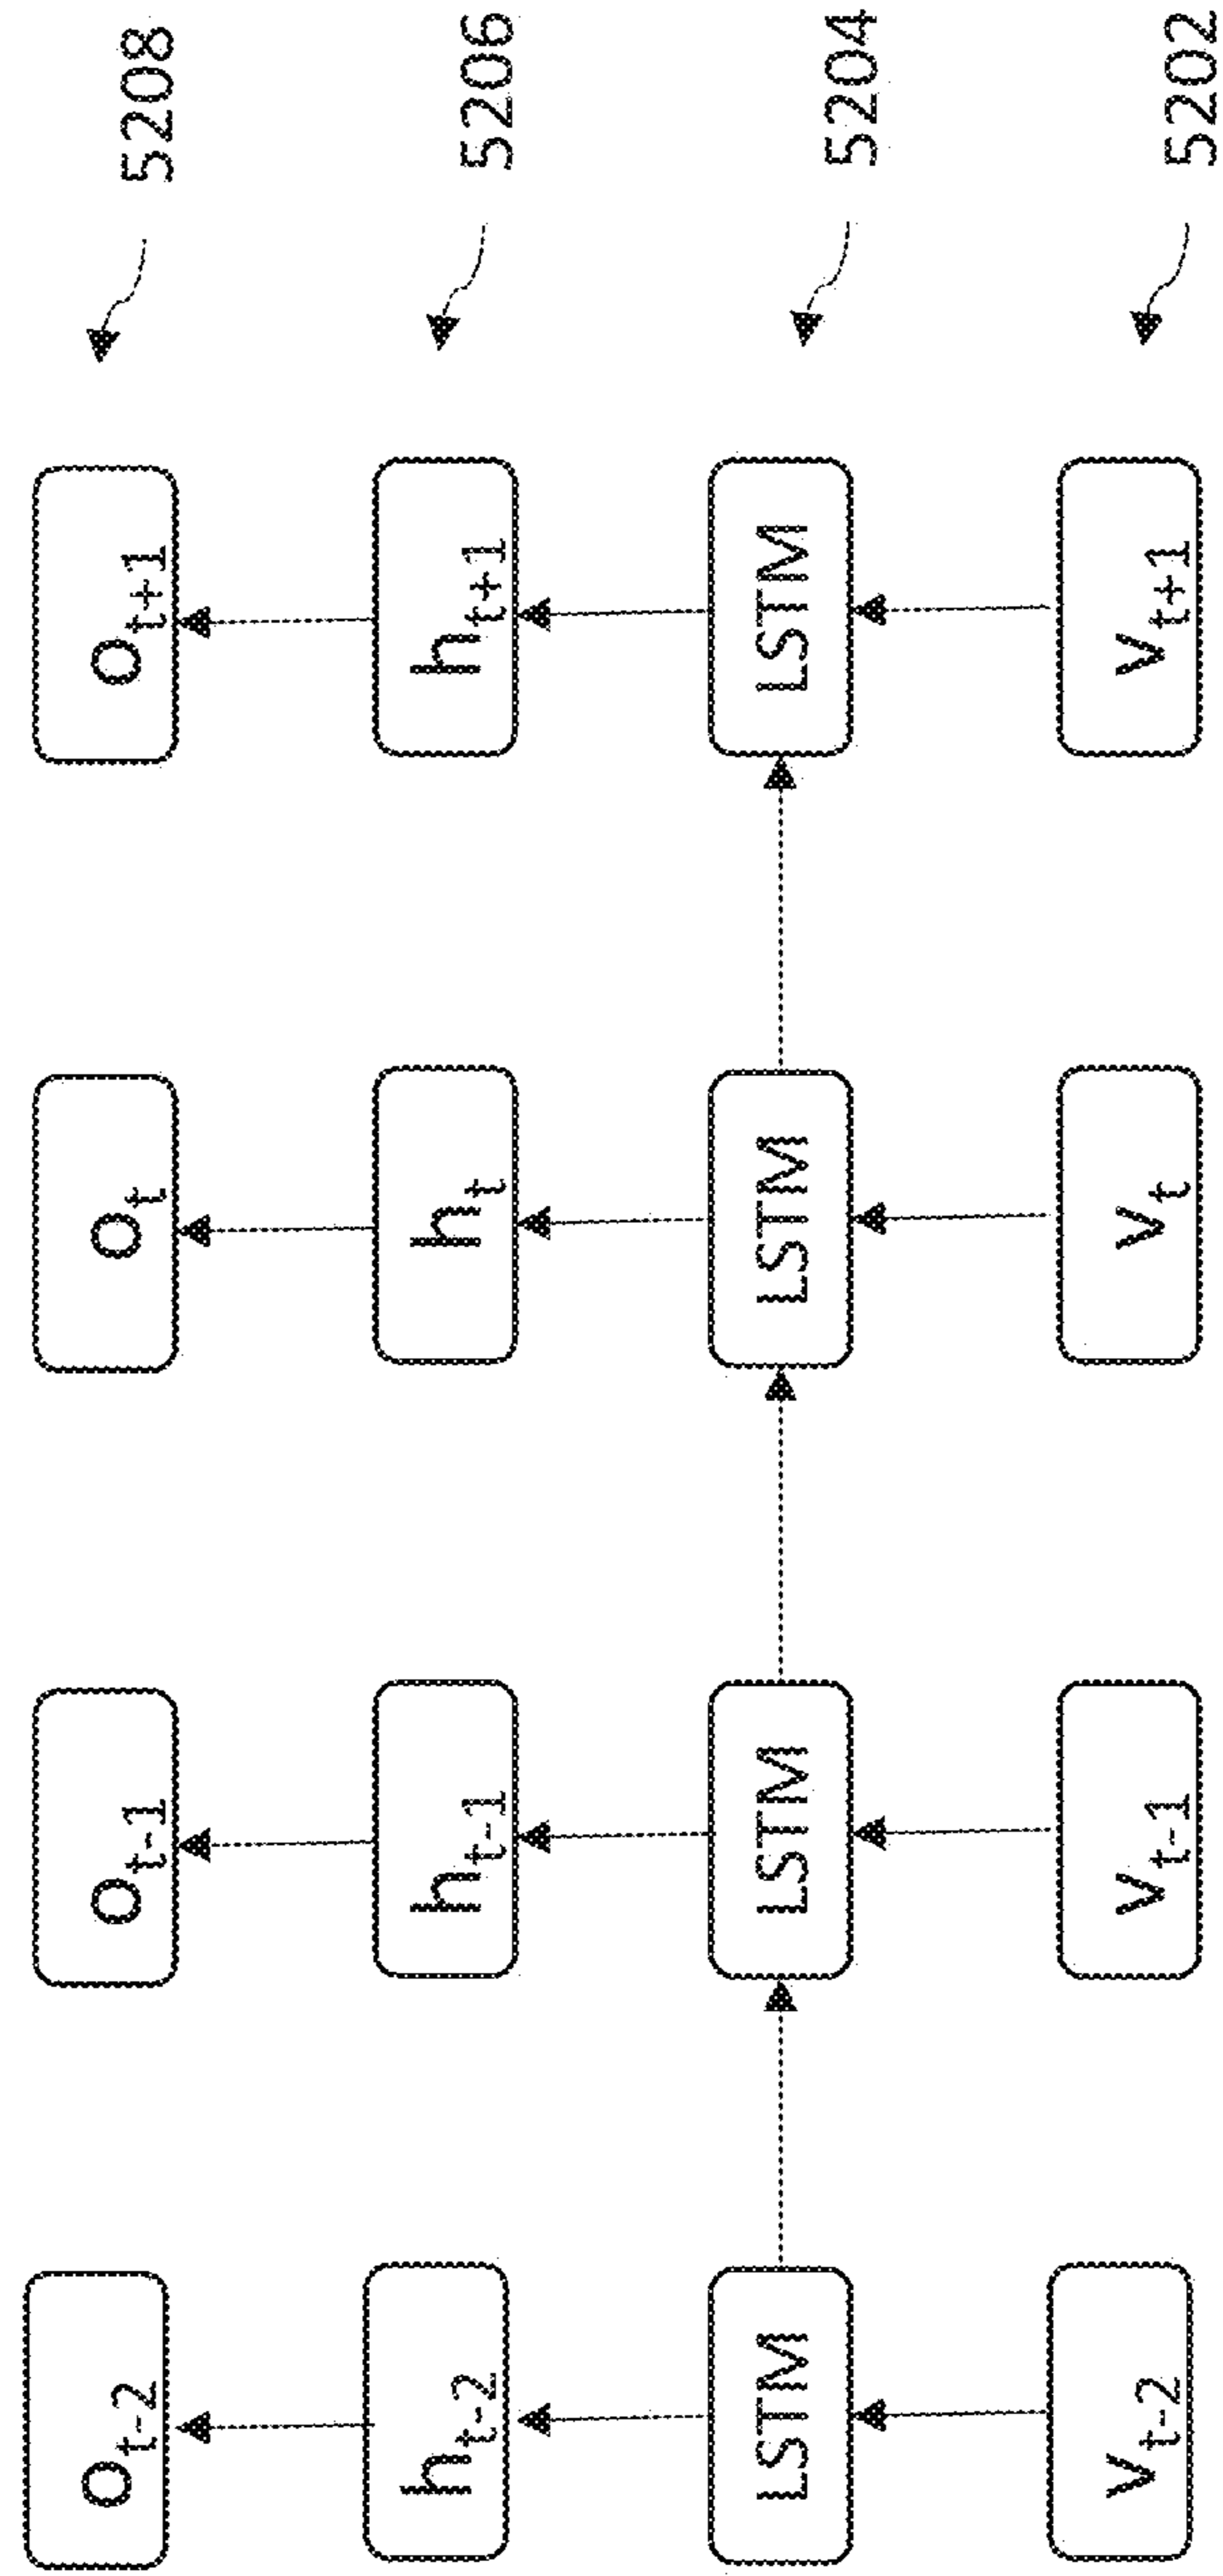 o_{t-2} o_{t-1} o_t o_{t+1} 5208
h_{t-2} h_{t-1} h_t h_{t+1} 5206
LSTM LSTM LSTM LSTM 5204
v_{t-2} v_{t-1} v_t v_{t+1} 5202